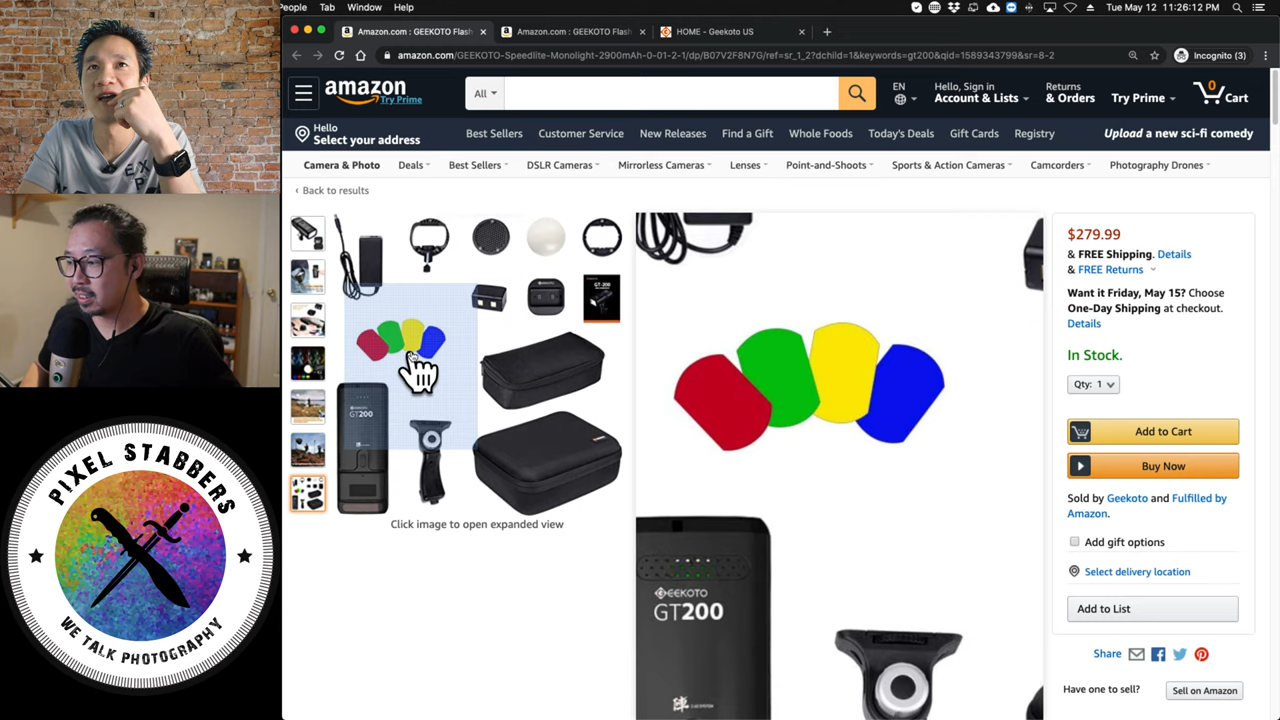 People Tab Window Help
11:26:12 PM
Amazon.com : GEEKOTO Flash
Amazon.com : GEEKOTO Flash
HOME - Geekoto US
amazon.com/GEEKOTO-Speedlite-Monolight-2900mAh-0-01-2-1/dp/B07V2F8N7G/ref=sr_1_2?dchild=1&keywords=gt200&qid=1589343799&sr=8-2
Incognito (3)
amazon
Try Prime
All
EN
Hello, Sign in
Account & Lists
Returns
& Orders
Try Prime
0
Cart
Hello
Select your address
Best Sellers Customer Service New Releases Find a Gift Whole Foods Today's Deals Gift Cards Registry
Upload a new sci-fi comedy
Camera & Photo Deals Best Sellers DSLR Cameras Mirrorless Cameras Lenses Point-and-Shoots Sports & Action Cameras Camcorders Photography Drones
‹ Back to results
GEEKOTO
GT200
Click image to open expanded view
GEEKOTO
GT200
$279.99
& FREE Shipping. Details
& FREE Returns
Want it Friday, May 15? Choose
One-Day Shipping at checkout.
Details
In Stock.
Qty: 1
Add to Cart
Buy Now
Sold by Geekoto and Fulfilled by
Amazon.
Add gift options
Select delivery location
Add to List
Share
Have one to sell?
Sell on Amazon
PIXEL STABBERS
WE TALK PHOTOGRAPHY